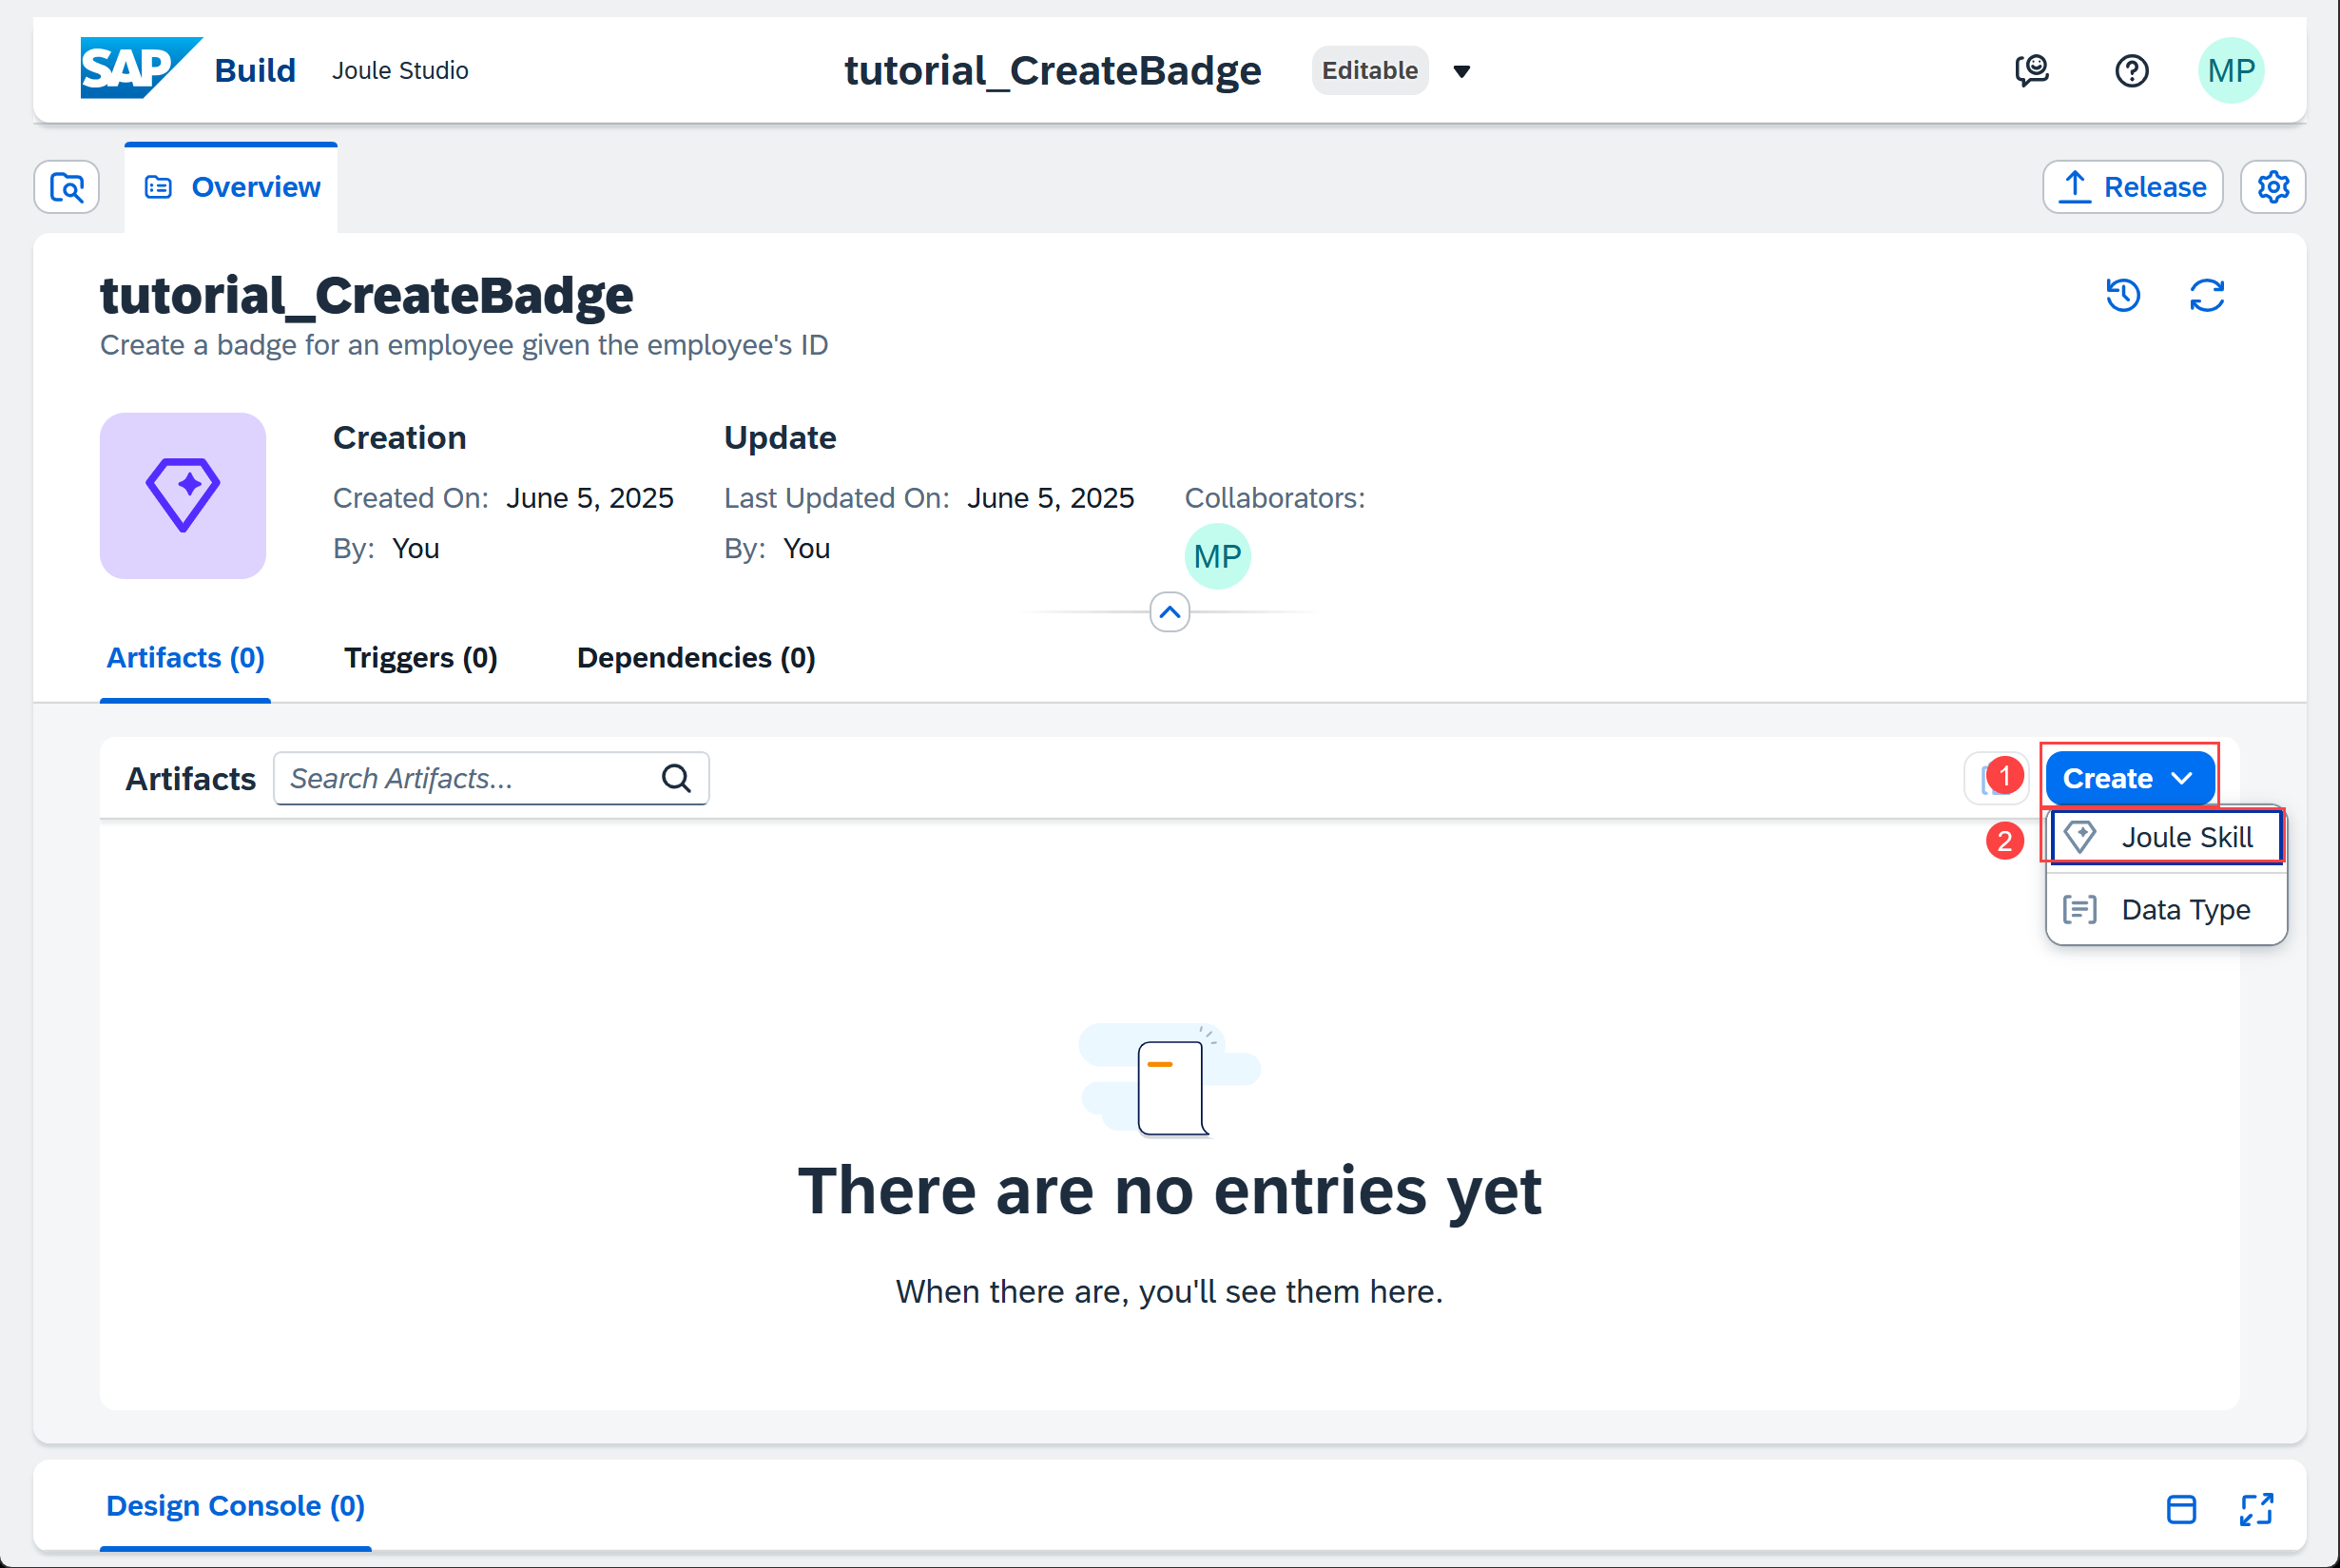 SAP Build Joule Studio tutorial_CreateBadge Editable MP
Overview Release
tutorial_CreateBadge
Create a badge for an employee given the employee's ID
Creation Update
Created On: June 5, 2025 Last Updated On: June 5, 2025 Collaborators:
By: You By: You MP
Artifacts (0) Triggers (0) Dependencies (0)
Artifacts Search Artifacts... 1 Create
2 Joule Skill
Data Type
There are no entries yet
When there are, you'll see them here.
Design Console (0)